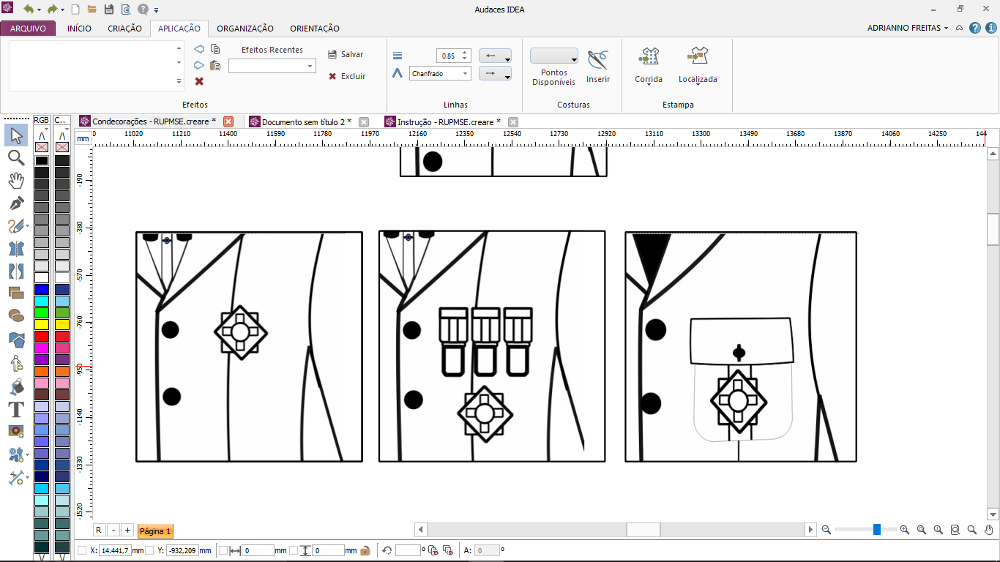 Audaces IDEA
ARQUIVO INÍCIO CRIAÇÃO APLICAÇÃO ORGANIZAÇÃO ORIENTAÇÃO ADRIANNO FREITAS
Efeitos Recentes
Salvar
Excluir
0,85
Chanfrado
Pontos
Disponíveis
Inserir
Corrida
Localizada
Efeitos Linhas Costuras Estampa
RGB C... Condecorações - RUPMSE.creare * Documento sem título 2 * Instrução - RUPMSE.creare *
mm 0 11020 11210 11400 11590 11780 11970 12160 12350 12540 12730 12920 13110 13300 13490 13680 13870 14060 14250 144
-190
-380
-570
-760
-950
-1140
-1330
-1520
R - + Página 1
X: 14.441,7 mm Y: -932,209 mm 0 mm 0 mm º A: 0 º